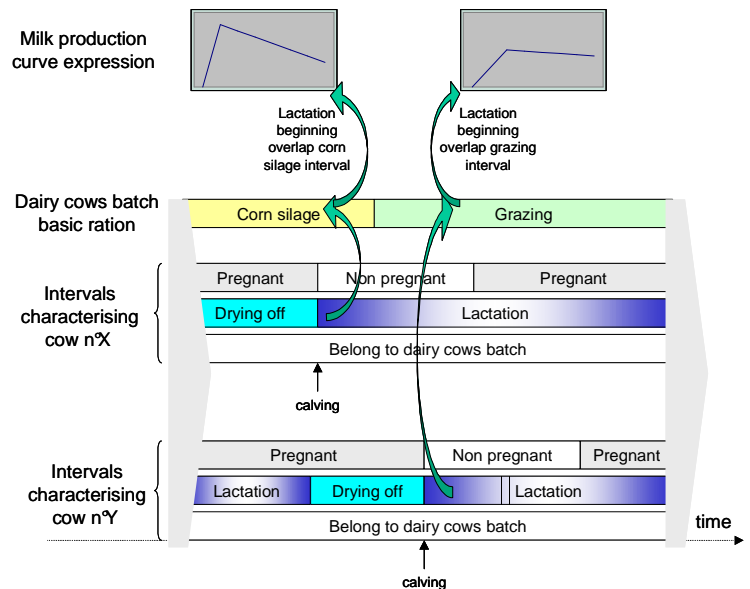 Milk production
curve expression
Lactation
beginning
overlap corn
silage interval
Lactation
beginning
overlap grazing
interval
Dairy cows batch
basic ration
Corn silage
Grazing
Intervals
characterising
cow n°X
Pregnant
Non pregnant
Pregnant
Drying off
Lactation
Belong to dairy cows batch
calving
Intervals
characterising
cow n°Y
Pregnant
Non pregnant
Pregnant
Lactation
Drying off
Lactation
Belong to dairy cows batch
time
calving